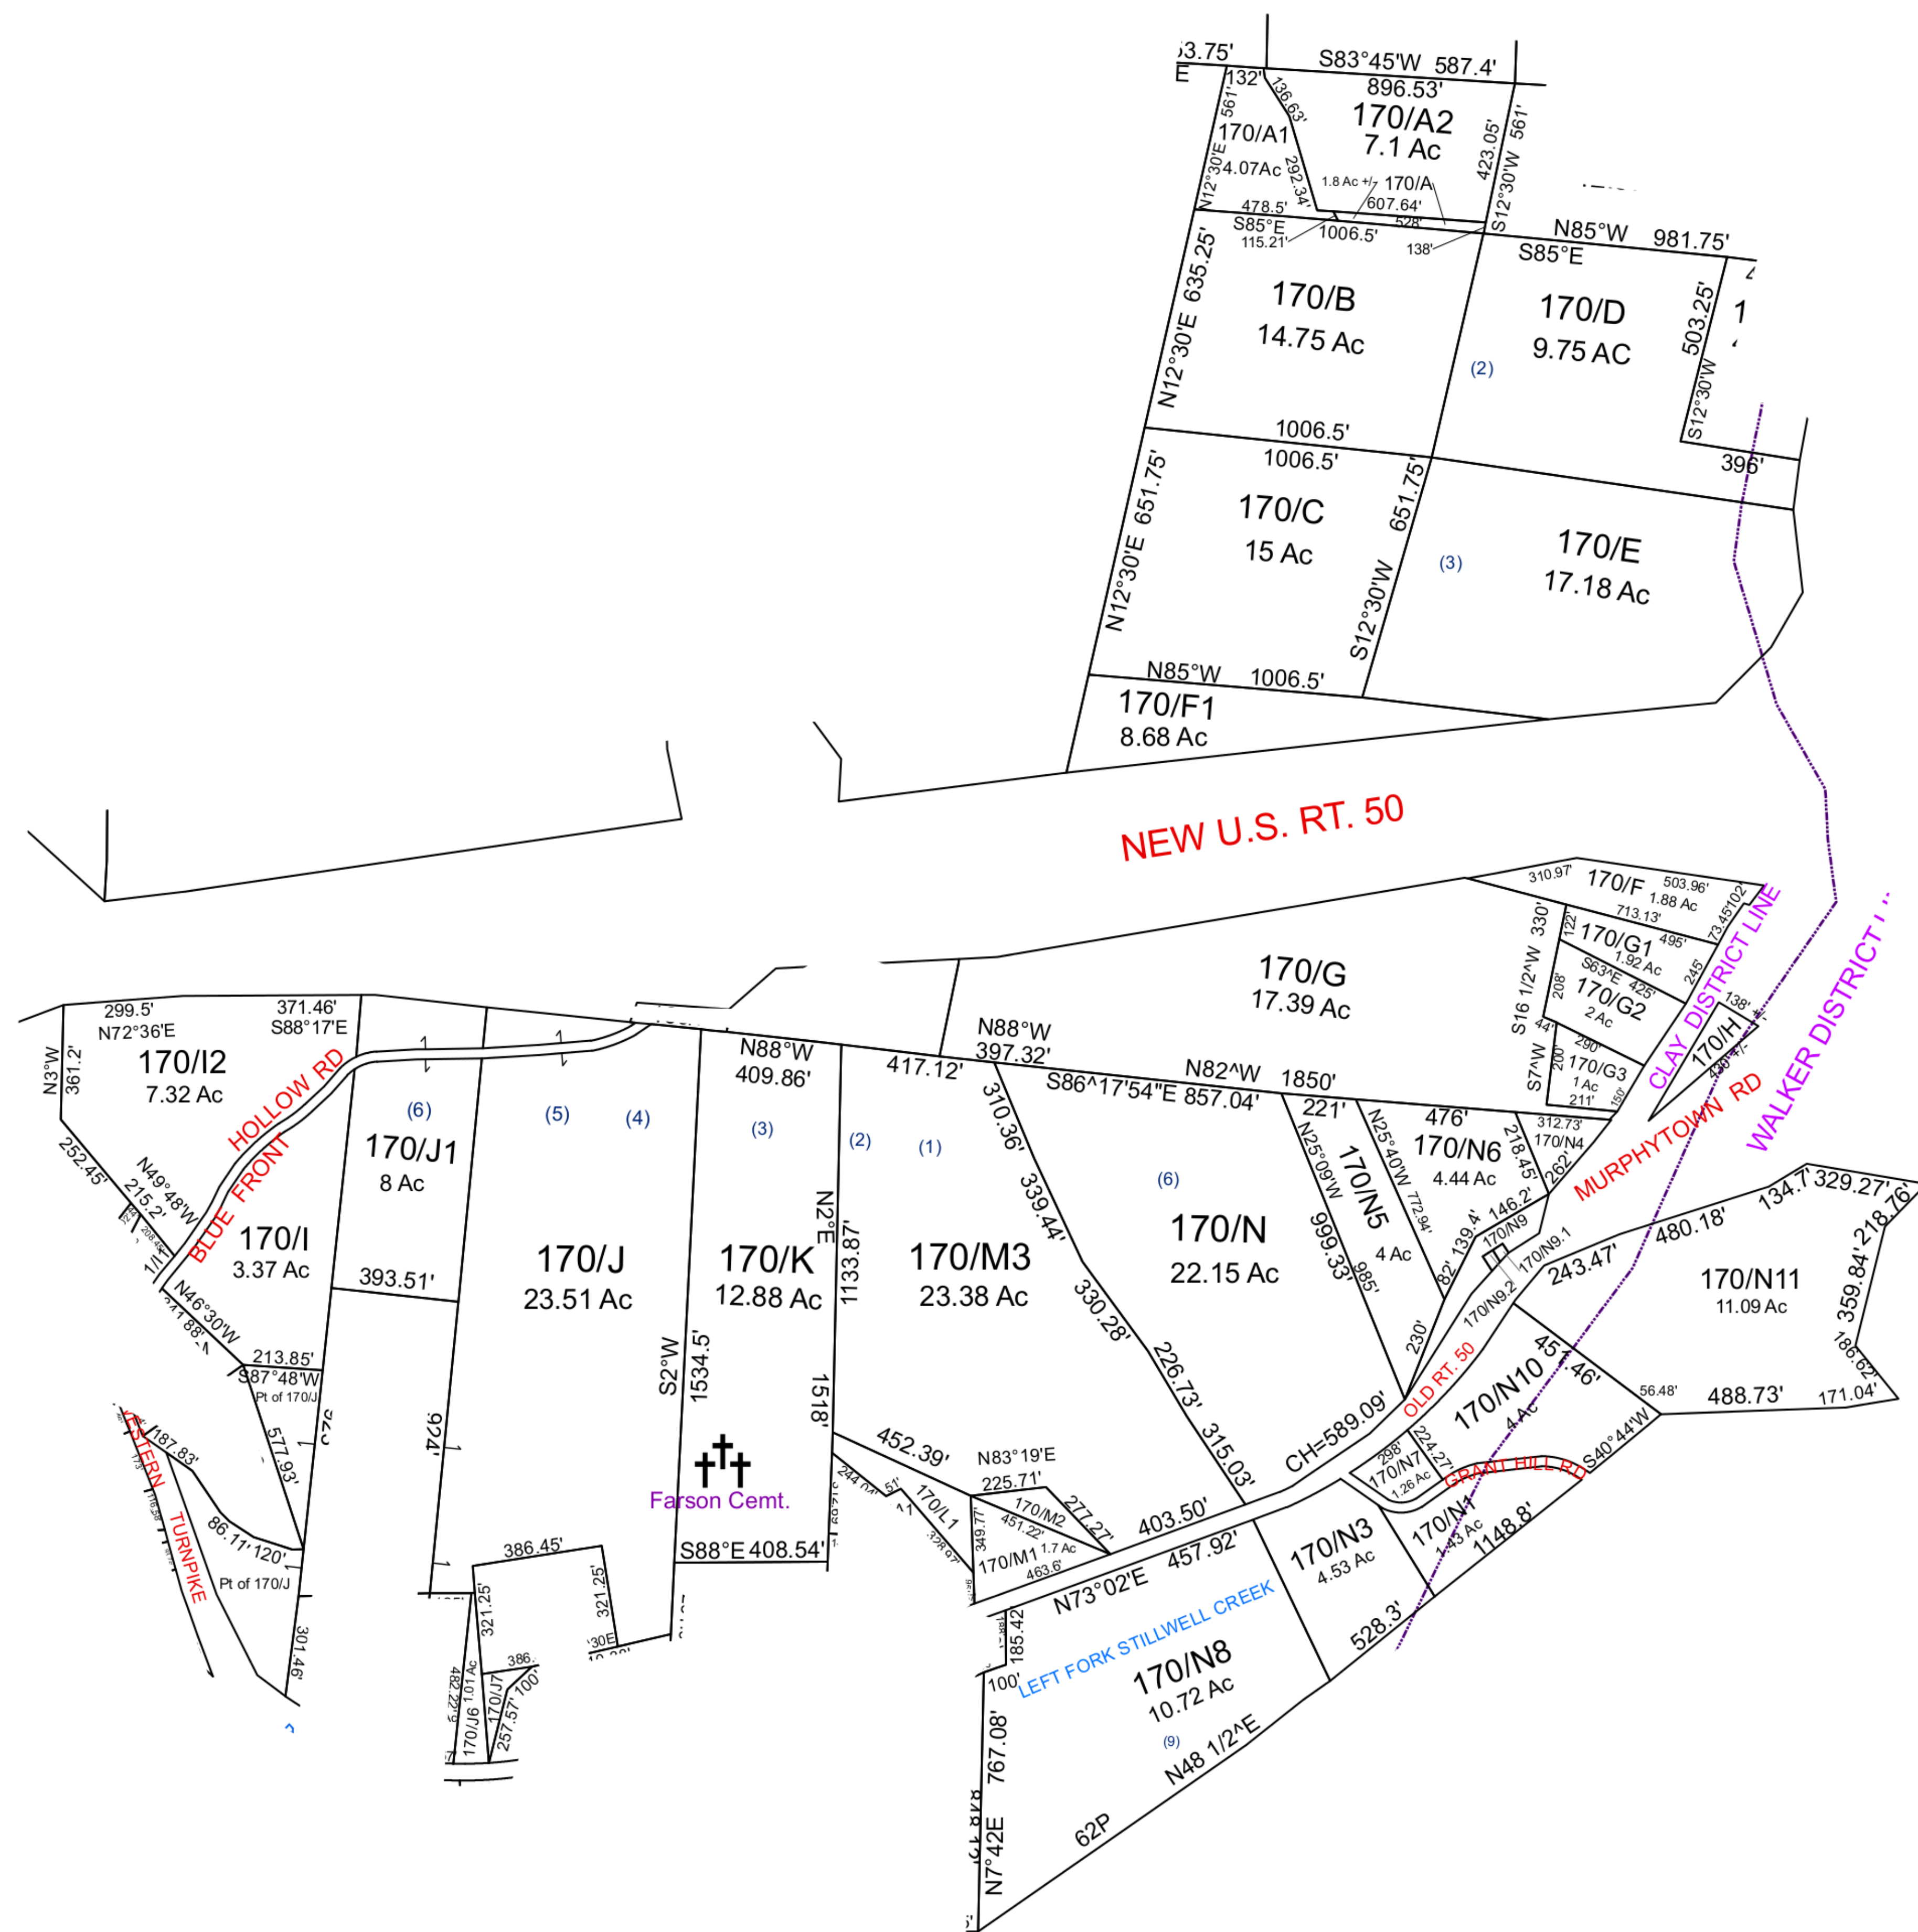 S83°45'W 587.4'
132'
896.53'
136.63'
561'
170/A2
7.1 Ac
423.05'
561'
170/A1
4.07Ac
N12°30'E
292.34'
1.8 Ac +/-
170/A
S12°30'W
478.5'
607.64'
528'
S85°E
1006.5'
115.21'
138'
N85°W 981.75'
S85°E
N12°30'E 635.25'
170/B
14.75 Ac
170/D
9.75 AC
503.25'
S12°30'W
(2)
1006.5'
1006.5'
396'
N12°30'E 651.75'
651.75'
S12°30'W
170/C
15 Ac
(3)
170/E
17.18 Ac
N85°W 1006.5'
170/F1
8.68 Ac
NEW U.S. RT. 50
310.97'
170/F
1.88 Ac
503.96'
102'
73.45'
713.13'
S16 1/2^W 330'
122'
170/G1
1.92 Ac
495'
245'
S63^E 425'
208'
170/G2
2 Ac
44'
290'
S7^W
200'
170/G3
1 Ac
211'
150'
138'
170/H
CLAY DISTRICT LINE
WALKER DISTRICT
MURPHYTOWN RD
170/G
17.39 Ac
299.5'
N72°36'E
371.46'
S88°17'E
N3°W
361.2'
170/I2
7.32 Ac
HOLLOW RD
BLUE FRONT
252.45'
N49°48'W
215.2'
170/I
3.37 Ac
N46°30'W
213.85'
S87°48'W
Pt of 170/J
577.93'
187.83'
TURNPIKE
86.11'
120'
Pt of 170/J
301.46'
(6)
170/J1
8 Ac
393.51'
924'
(5)
(4)
170/J
23.51 Ac
386.45'
321.25'
321.25'
170/J6 1.01 Ac
482.22'
170/J7
257.57'
100'
N88°W
409.86'
(3)
170/K
12.88 Ac
S2°W
1534.5'
Farson Cemt.
S88°E 408.54'
(2)
N2°E
1133.87'
1518'
417.12'
(1)
170/M3
23.38 Ac
N88°W
397.32'
310.36'
339.44'
330.28'
226.73'
315.03'
S86^17'54"E 857.04'
N82^W 1850'
(6)
170/N
22.15 Ac
221'
N25°09'W
999.33'
985'
170/N5
4 Ac
N25°40'W
772.94'
476'
170/N6
4.44 Ac
218.45'
312.73'
170/N4
262'
146.2'
139.4'
82'
230'
170/N9
170/N9.1
170/N9.2
OLD RT. 50
243.47'
480.18'
134.7'
329.27'
218.76'
359.84'
186.62'
171.04'
488.73'
56.48'
170/N11
11.09 Ac
457.46'
170/N10
4 Ac
S40°44'W
GRANT HILL RD
CH=589.09'
298'
224.27'
170/N7
1.26 Ac
170/N1
1.43 Ac
1148.8'
170/N3
4.53 Ac
528.3'
452.39'
N83°19'E
225.71'
170/M2
277.27'
451.22'
349.77'
170/M1
1.7 Ac
463.6'
170/L1
403.50'
N73°02'E 457.92'
LEFT FORK STILLWELL CREEK
185.42
100'
170/N8
10.72 Ac
(9)
N48 1/2^E
62P
767.08'
N7°42E